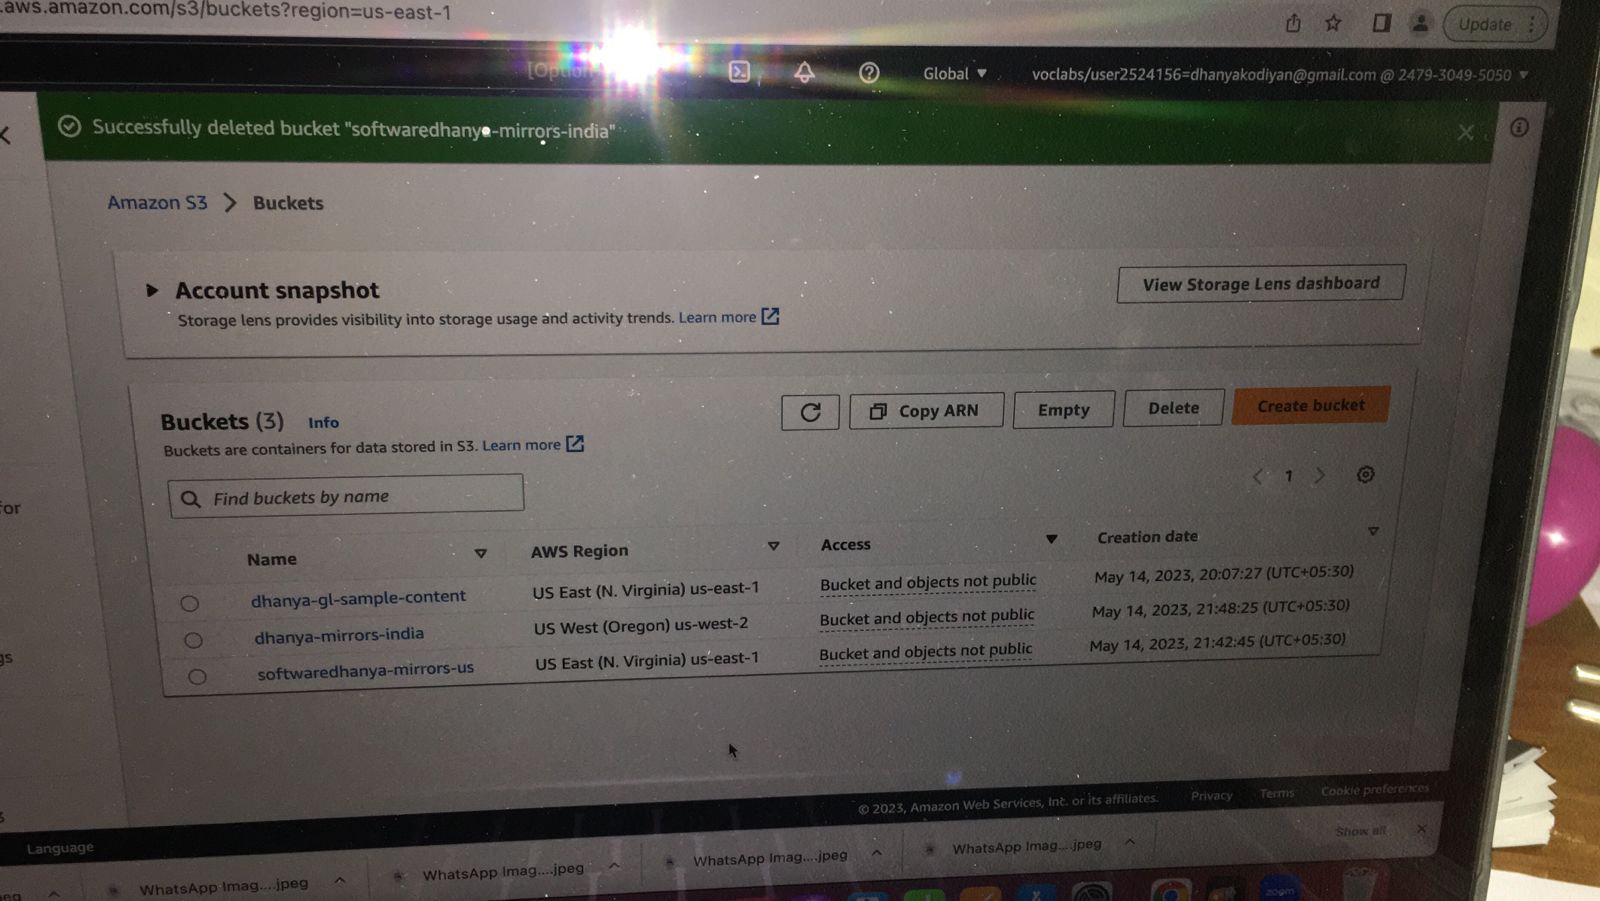 .aws.amazon.com/s3/buckets?region=us-east-1
Update
Global
voclabs/user2524156=dhanyakodiyan@gmail.com @ 2479-3049-5050
Successfully deleted bucket "softwaredhanya-mirrors-india"
Amazon S3 > Buckets
Account snapshot
View Storage Lens dashboard
Storage lens provides visibility into storage usage and activity trends. Learn more
Buckets (3) Info
Copy ARN
Empty
Delete
Create bucket
Buckets are containers for data stored in S3. Learn more
Find buckets by name
1
Name AWS Region Access Creation date
dhanya-gl-sample-content US East (N. Virginia) us-east-1 Bucket and objects not public May 14, 2023, 20:07:27 (UTC+05:30)
dhanya-mirrors-india US West (Oregon) us-west-2 Bucket and objects not public May 14, 2023, 21:48:25 (UTC+05:30)
softwaredhanya-mirrors-us US East (N. Virginia) us-east-1 Bucket and objects not public May 14, 2023, 21:42:45 (UTC+05:30)
© 2023, Amazon Web Services, Inc. or its affiliates. Privacy Terms Cookie preferences
Language
WhatsApp Imag....jpeg
WhatsApp Imag....jpeg
WhatsApp Imag....jpeg
WhatsApp Imag....jpeg
Show all
zoom